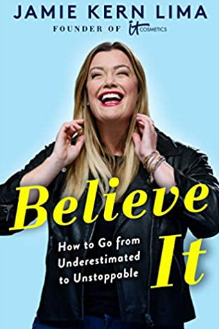 JAMIE KERN LIMA
FOUNDER OF it COSMETICS
Believe
It
How to Go from
Underestimated
to Unstoppable